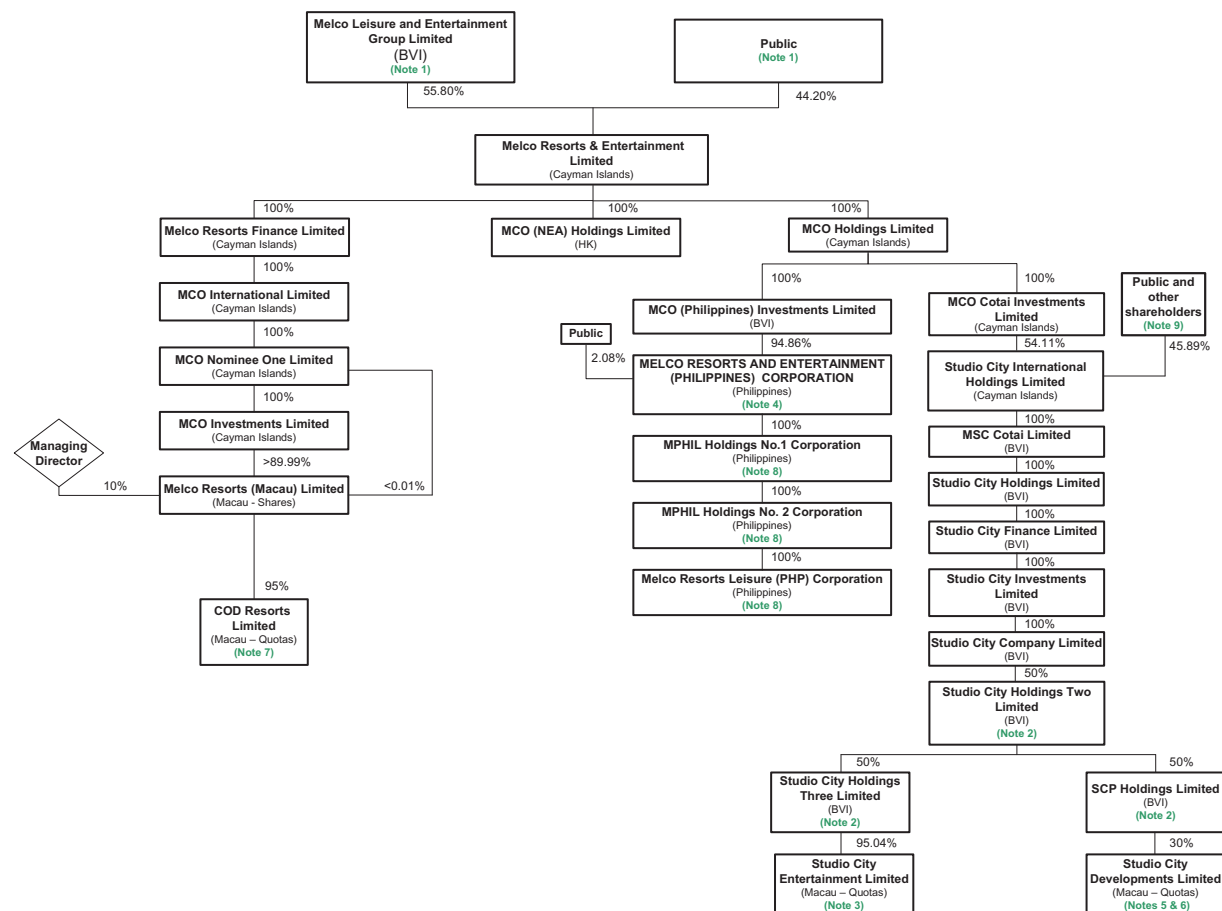 Melco Leisure and Entertainment
Group Limited
(BVI)
(Note 1)
Public
(Note 1)
55.80%
44.20%
Melco Resorts & Entertainment
Limited
(Cayman Islands)
100%
100%
100%
Melco Resorts Finance Limited
(Cayman Islands)
MCO (NEA) Holdings Limited
(HK)
MCO Holdings Limited
(Cayman Islands)
100%
MCO International Limited
(Cayman Islands)
100%
MCO Nominee One Limited
(Cayman Islands)
100%
MCO Investments Limited
(Cayman Islands)
>89.99%
Managing
Director
10%
<0.01%
Melco Resorts (Macau) Limited
(Macau - Shares)
95%
COD Resorts
Limited
(Macau – Quotas)
(Note 7)
100%
MCO (Philippines) Investments Limited
(BVI)
94.86%
Public
2.08%
MELCO RESORTS AND ENTERTAINMENT
(PHILIPPINES) CORPORATION
(Philippines)
(Note 4)
100%
MPHIL Holdings No.1 Corporation
(Philippines)
(Note 8)
100%
MPHIL Holdings No. 2 Corporation
(Philippines)
(Note 8)
100%
Melco Resorts Leisure (PHP) Corporation
(Philippines)
(Note 8)
100%
MCO Cotai Investments
Limited
(Cayman Islands)
54.11%
Public and
other
shareholders
(Note 9)
45.89%
Studio City International
Holdings Limited
(Cayman Islands)
100%
MSC Cotai Limited
(BVI)
100%
Studio City Holdings Limited
(BVI)
100%
Studio City Finance Limited
(BVI)
100%
Studio City Investments
Limited
(BVI)
100%
Studio City Company Limited
(BVI)
50%
Studio City Holdings Two
Limited
(BVI)
(Note 2)
50%
50%
Studio City Holdings
Three Limited
(BVI)
(Note 2)
95.04%
Studio City
Entertainment Limited
(Macau – Quotas)
(Note 3)
SCP Holdings Limited
(BVI)
(Note 2)
30%
Studio City
Developments Limited
(Macau – Quotas)
(Notes 5 & 6)